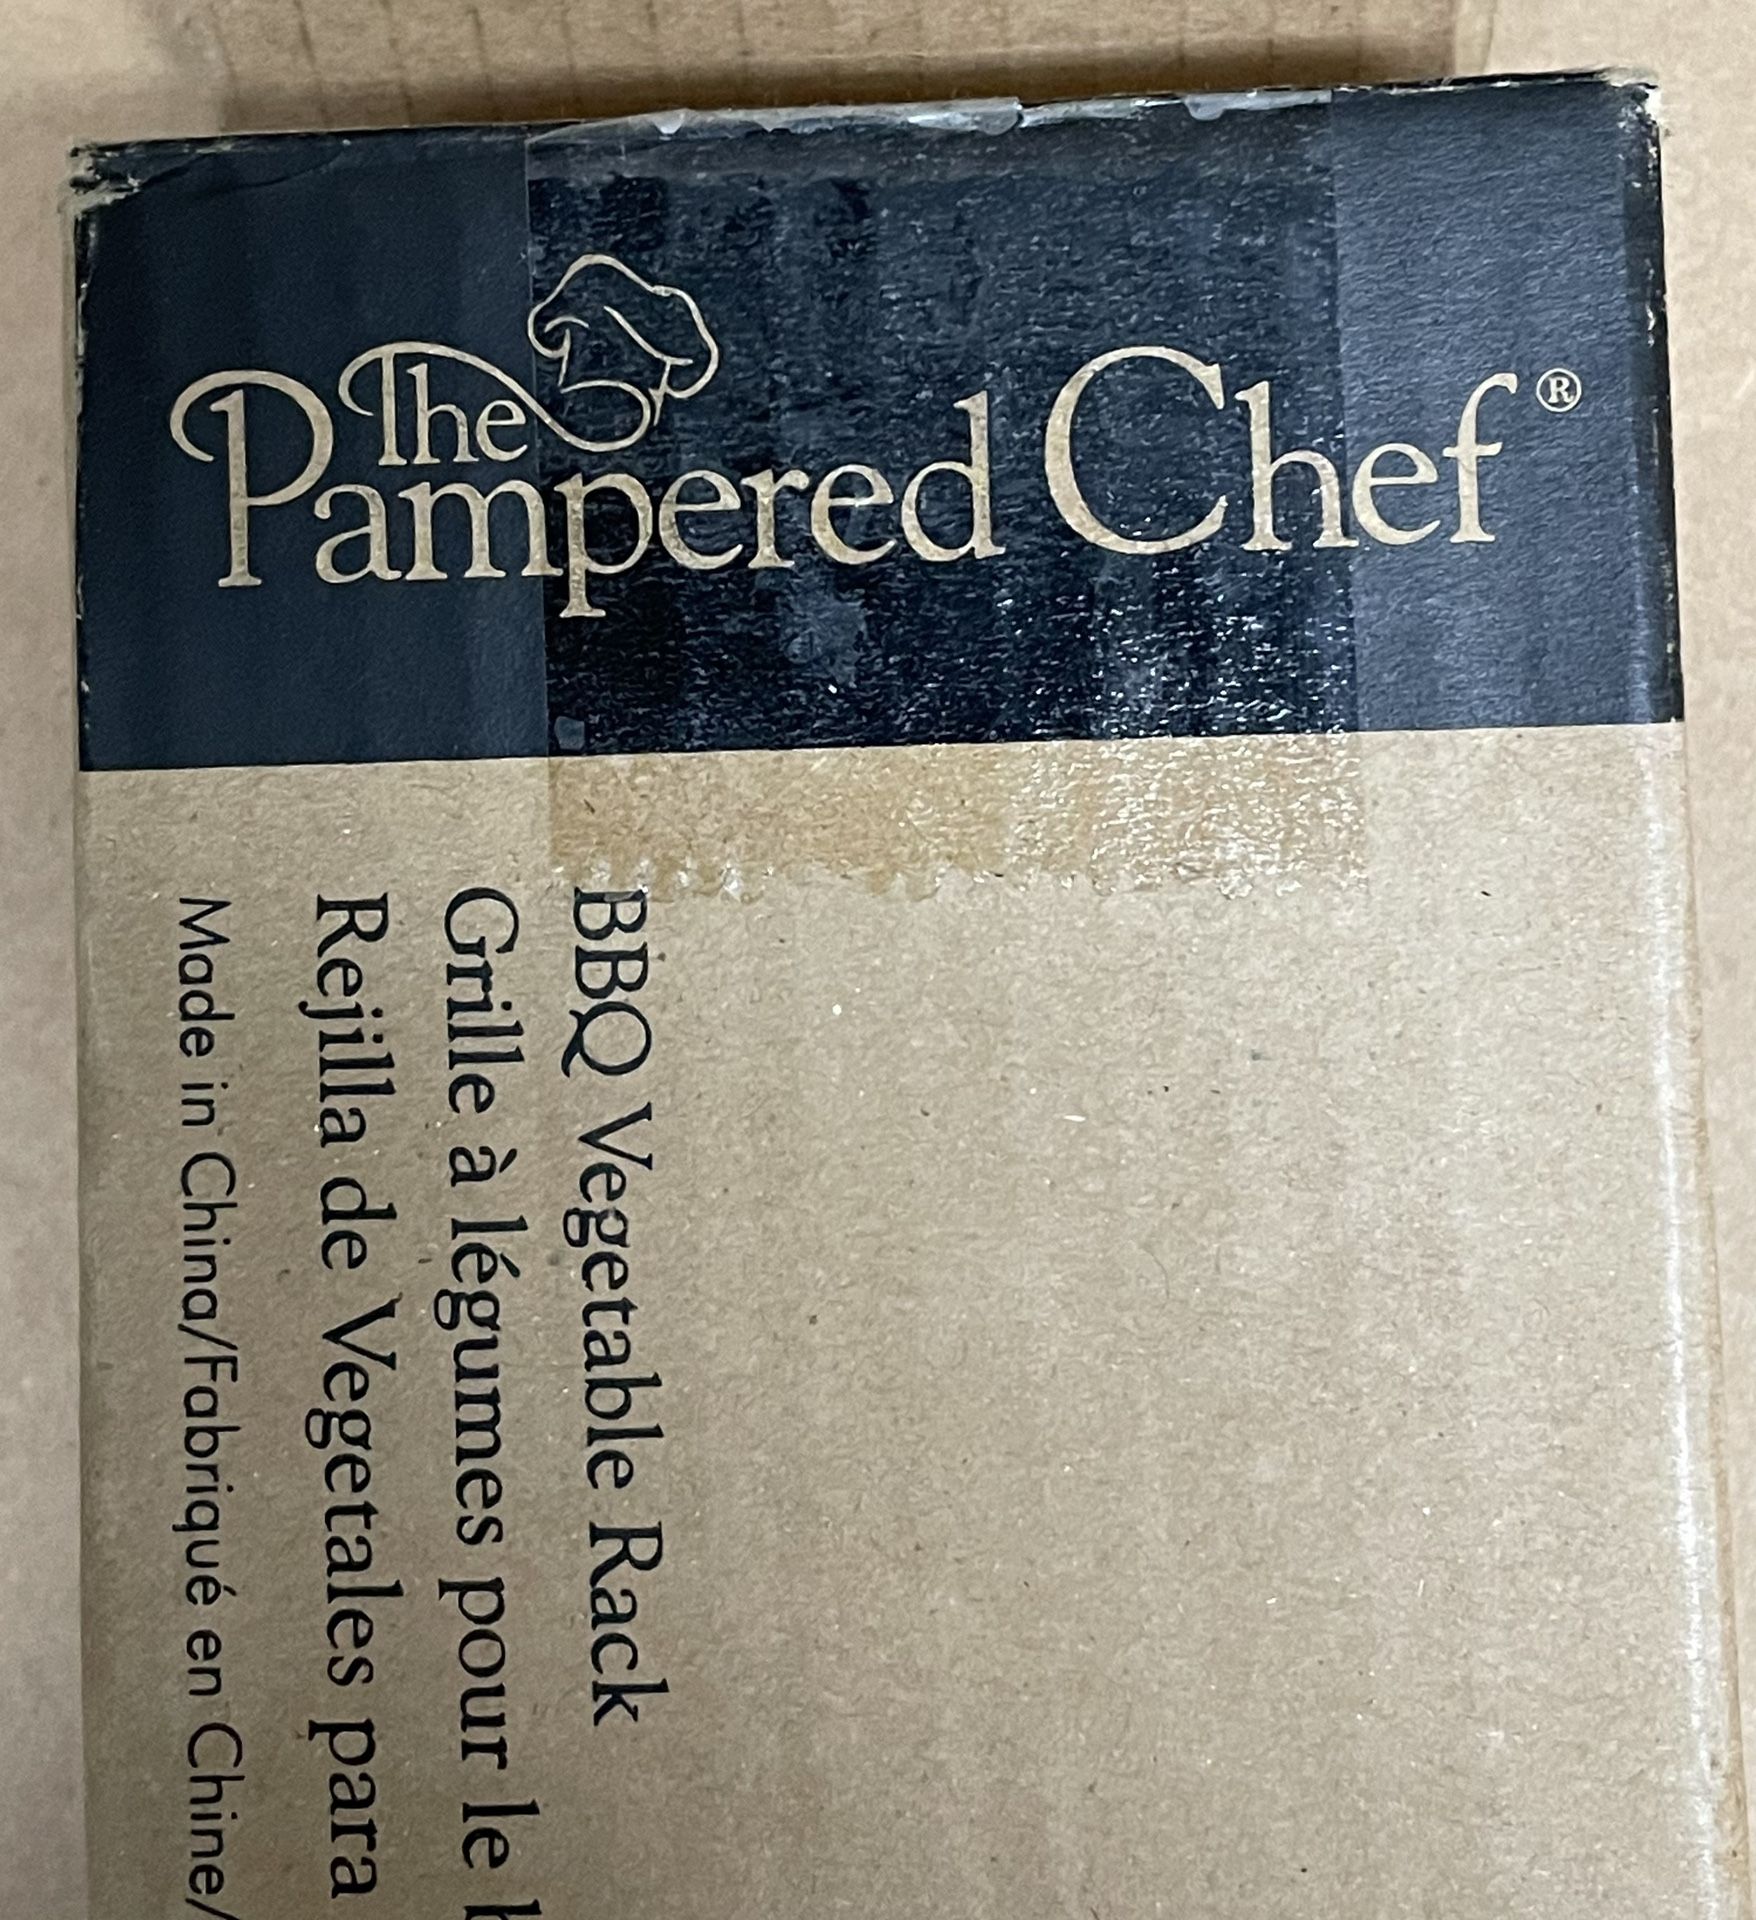 The
Pampered Chef®
BBQ Vegetable Rack
Grille à légumes pour le
Rejilla de Vegetales para
Made in China/Fabriqué en Chine/